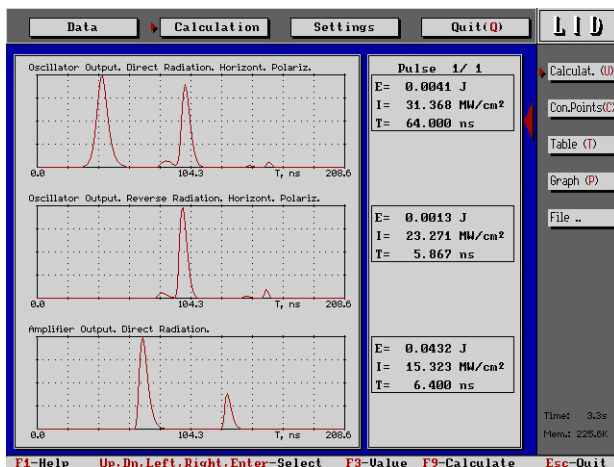 Data Calculation Settings Quit(Q) LID
Oscillator Output. Direct Radiation. Horizont. Polariz.
0.0 104.3 T, ns 208.6
Oscillator Output. Reverse Radiation. Horizont. Polariz.
0.0 104.3 T, ns 208.6
Amplifier Output. Direct Radiation.
0.0 104.3 T, ns 208.6
Pulse 1/ 1
E= 0.0041 J
I= 31.368 MW/cm²
T= 64.000 ns
E= 0.0013 J
I= 23.271 MW/cm²
T= 5.867 ns
E= 0.0432 J
I= 15.323 MW/cm²
T= 6.400 ns
Calculat. (U)
Con.Points(C)
Table (T)
Graph (P)
File ..
Time: 3.3s
Mem.: 225.6K
F1-Help Up,Dn,Left,Right,Enter-Select F3-Value F9-Calculate Esc-Quit